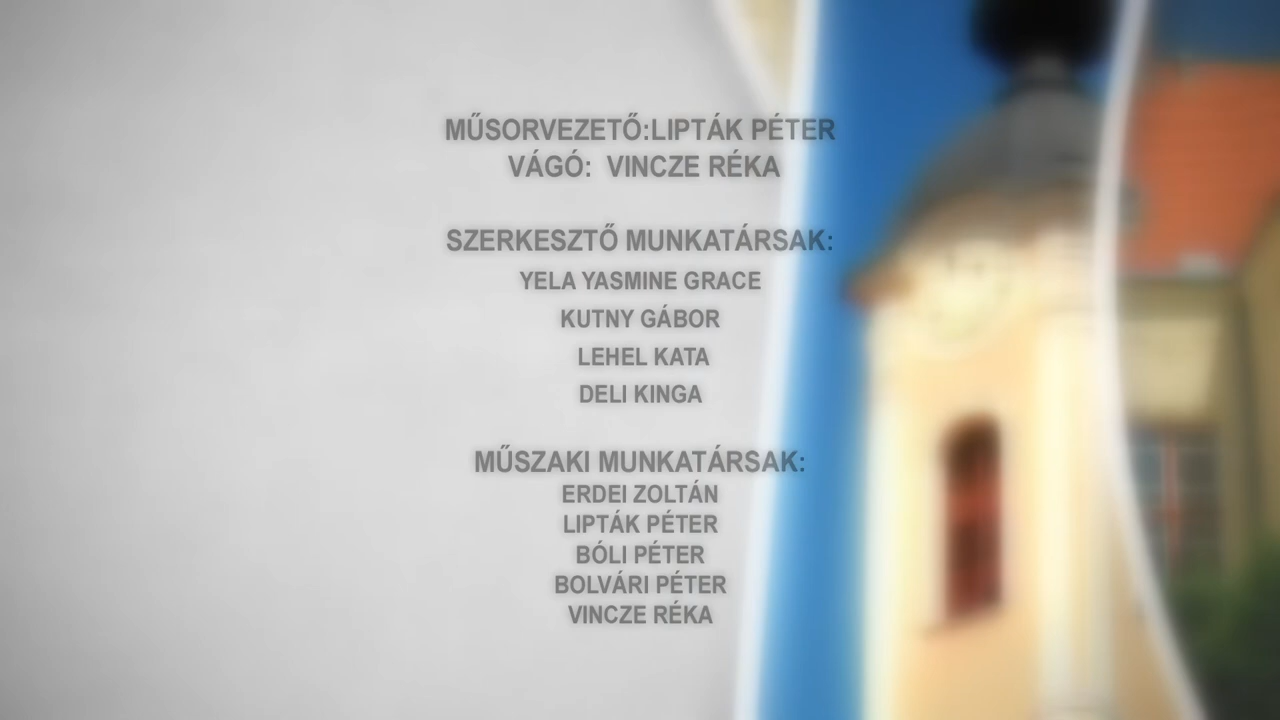 MŰSORVEZETŐ:LIPTÁK PÉTER
VÁGÓ: VINCZE RÉKA
SZERKESZTŐ MUNKATÁRSAK:
YELA YASMINE GRACE
KUTNY GÁBOR
LEHEL KATA
DELI KINGA
MŰSZAKI MUNKATÁRSAK:
ERDEI ZOLTÁN
LIPTÁK PÉTER
BÓLI PÉTER
BOLVÁRI PÉTER
VINCZE RÉKA